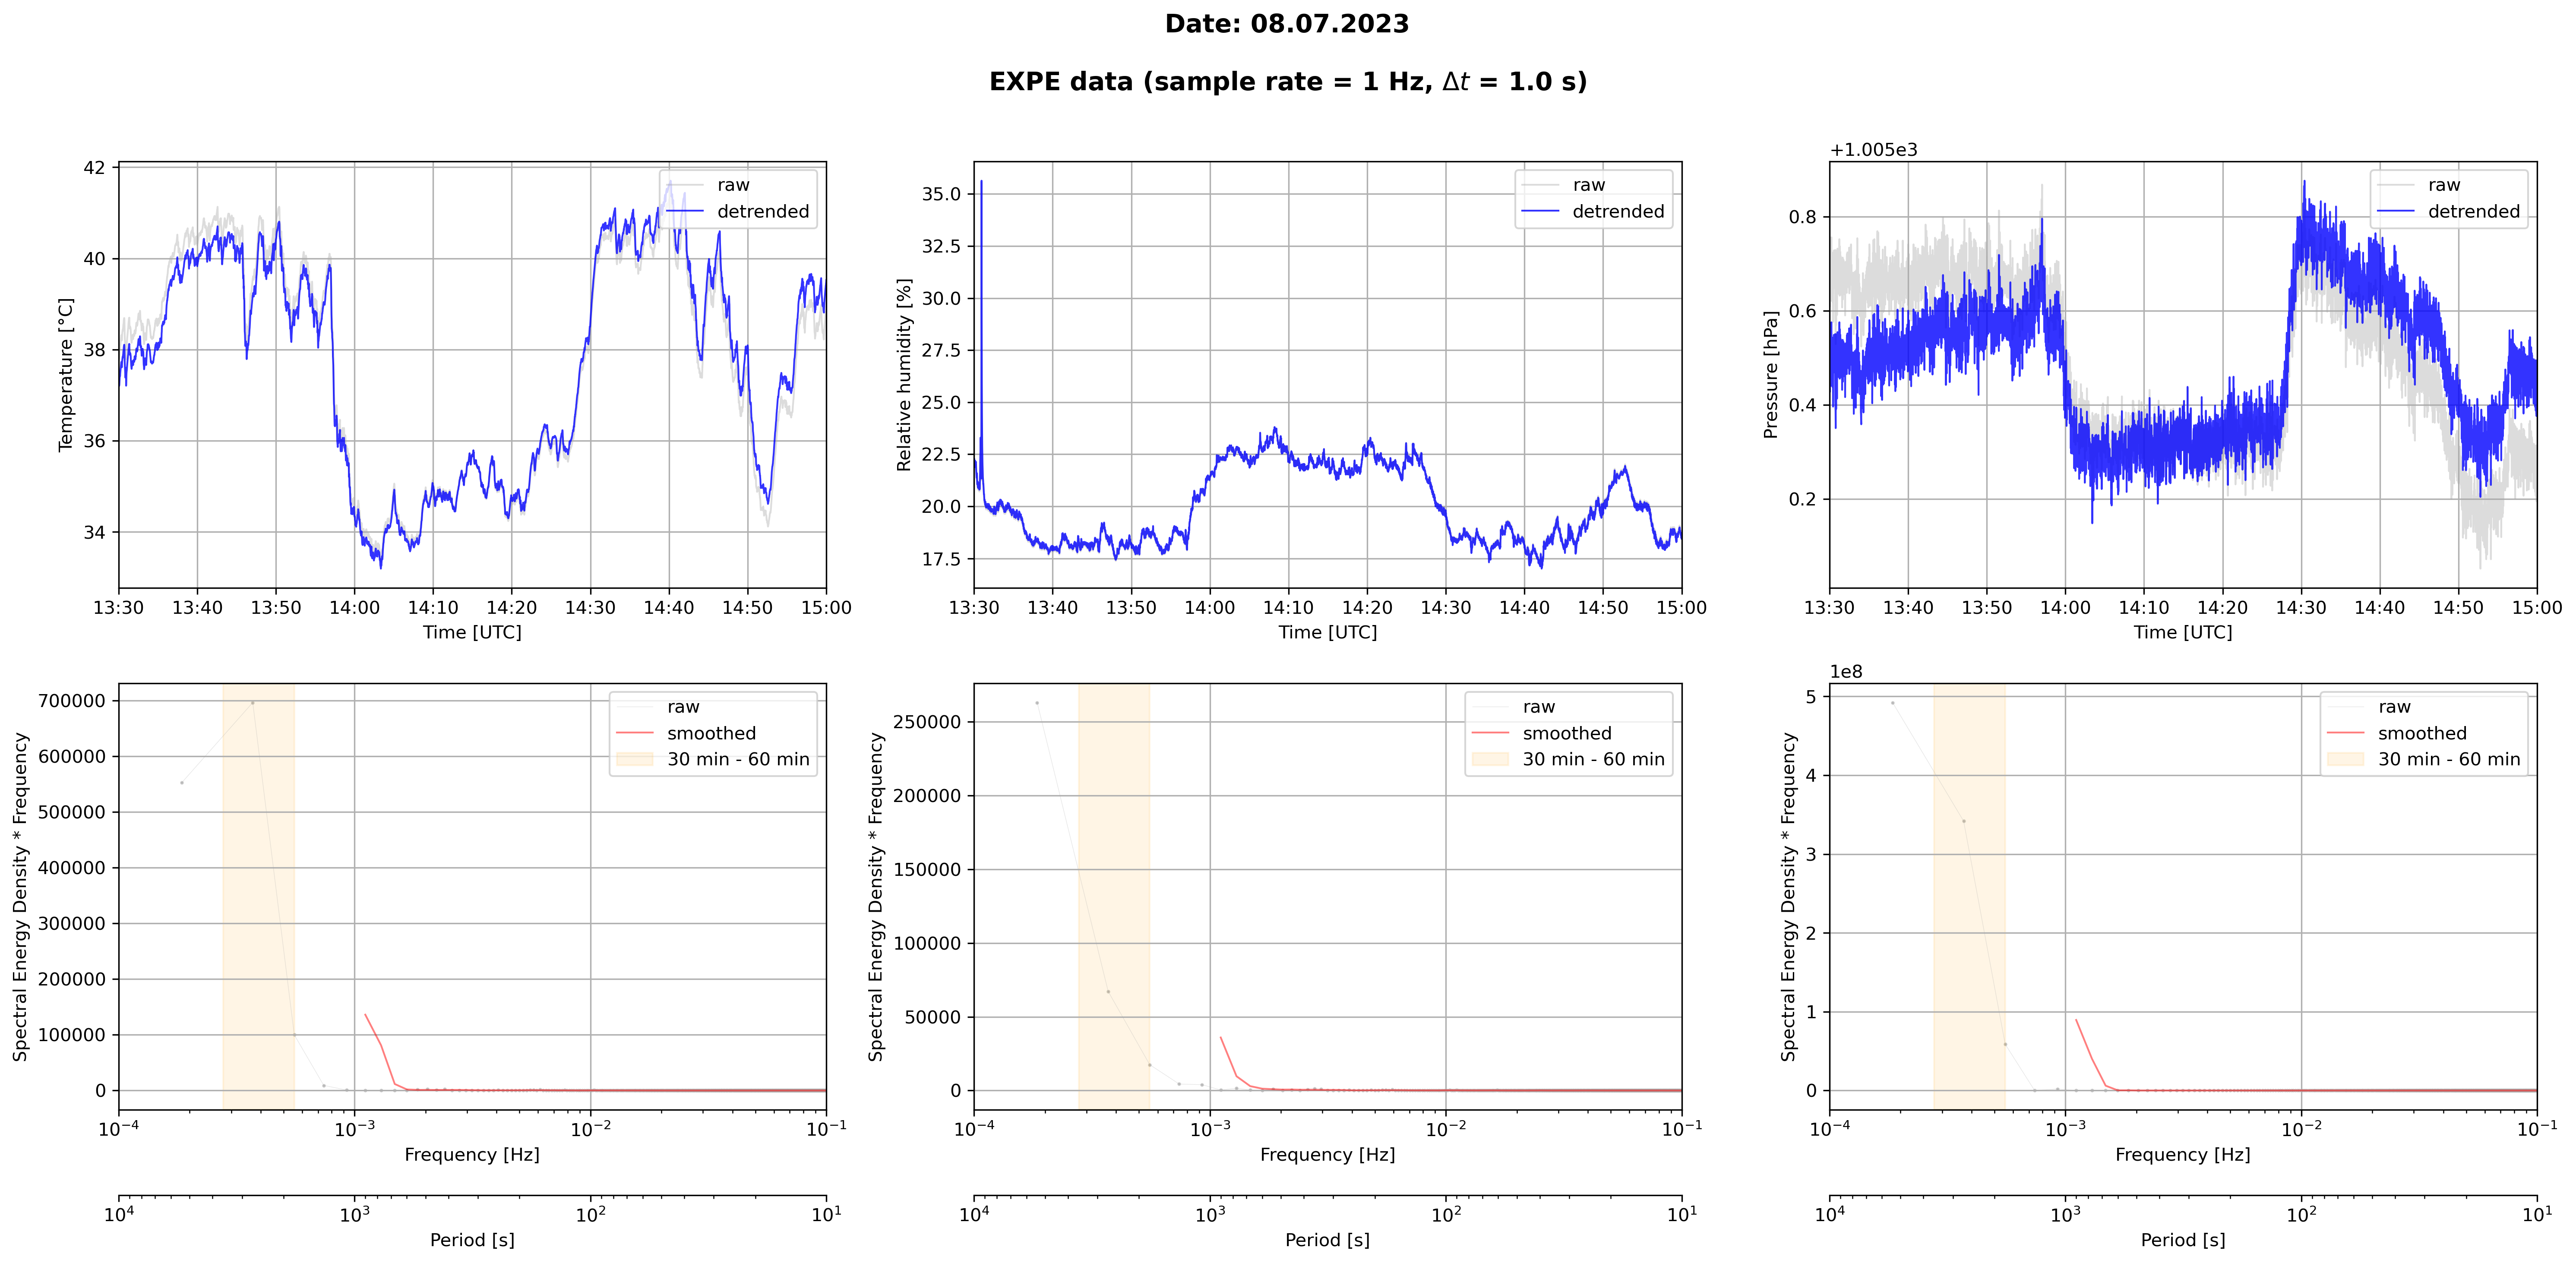 Date: 08.07.2023
EXPE data (sample rate = 1 Hz, Δt = 1.0 s)
Temperature [°C]
42
40
38
36
34
raw
detrended
13:30 13:40 13:50 14:00 14:10 14:20 14:30 14:40 14:50 15:00
Time [UTC]
Relative humidity [%]
35.0
32.5
30.0
27.5
25.0
22.5
20.0
17.5
raw
detrended
13:30 13:40 13:50 14:00 14:10 14:20 14:30 14:40 14:50 15:00
Time [UTC]
+1.005e3
Pressure [hPa]
0.8
0.6
0.4
0.2
raw
detrended
13:30 13:40 13:50 14:00 14:10 14:20 14:30 14:40 14:50 15:00
Time [UTC]
Spectral Energy Density * Frequency
700000
600000
500000
400000
300000
200000
100000
0
raw
smoothed
30 min - 60 min
10⁻⁴ 10⁻³ 10⁻² 10⁻¹
Frequency [Hz]
10⁴ 10³ 10² 10¹
Period [s]
Spectral Energy Density * Frequency
250000
200000
150000
100000
50000
0
raw
smoothed
30 min - 60 min
10⁻⁴ 10⁻³ 10⁻² 10⁻¹
Frequency [Hz]
10⁴ 10³ 10² 10¹
Period [s]
1e8
Spectral Energy Density * Frequency
5
4
3
2
1
0
raw
smoothed
30 min - 60 min
10⁻⁴ 10⁻³ 10⁻² 10⁻¹
Frequency [Hz]
10⁴ 10³ 10² 10¹
Period [s]